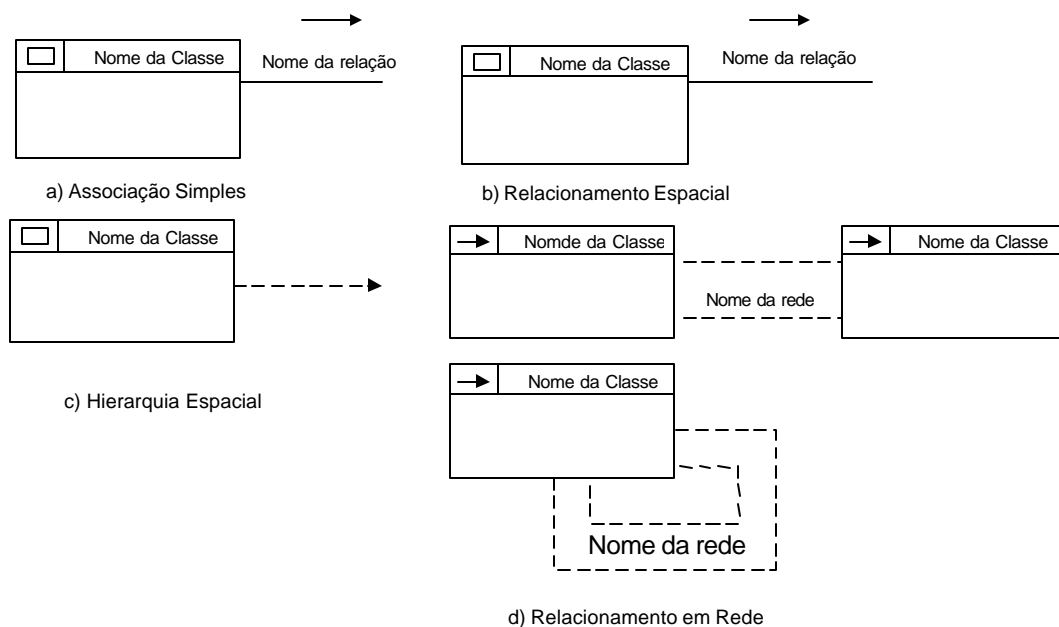 Nome da Classe
Nome da relação
a) Associação Simples
Nome da Classe
Nome da relação
b) Relacionamento Espacial
Nome da Classe
c) Hierarquia Espacial
Nomde da Classe
Nome da rede
Nome da Classe
Nome da Classe
Nome da rede
d) Relacionamento em Rede